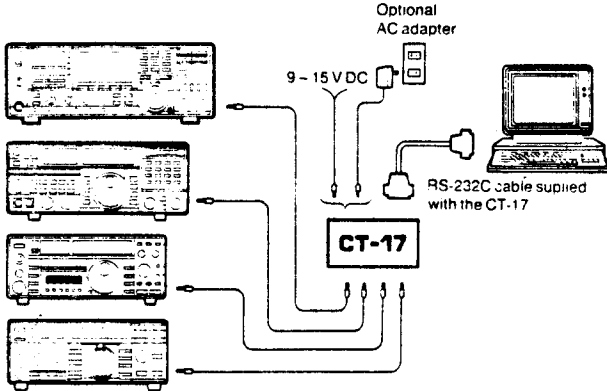 Optional
AC adapter
9 – 15 V DC
RS-232C cable suplied
with the CT-17
CT-17